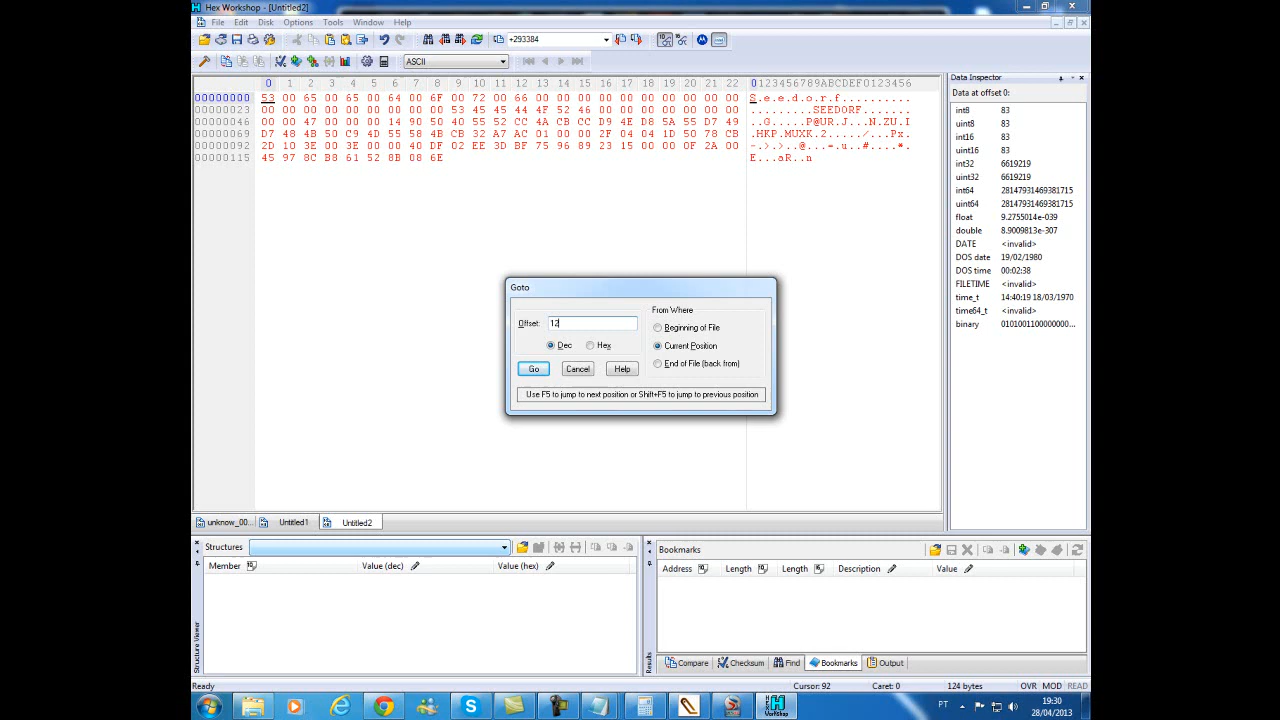 Hex Workshop - [Untitled2]
File Edit Disk Options Tools Window Help
+293384
ASCII
0 1 2 3 4 5 6 7 8 9 10 11 12 13 14 15 16 17 18 19 20 21 22 0123456789ABCDEF0123456
00000000 53 00 65 00 65 00 64 00 6F 00 72 00 66 00 00 00 00 00 00 00 00 00 00 S.e.e.d.o.r.f..........
00000023 00 00 00 00 00 00 00 00 00 53 45 45 44 4F 52 46 00 00 00 00 00 00 00 .........SEEDORF.......
00000046 00 00 47 00 00 00 14 90 50 40 55 52 CC 4A CB CC D9 4E ED 5A 55 D7 49 ..G.....P@UR.J...N.ZU.I
00000069 D7 48 4B 50 C9 4D 55 58 4B CB 32 A7 AC 01 00 00 2F 04 04 1D 50 78 CB .HKP.MUXK.2...../...Px.
00000092 2D 10 3E 00 3E 00 00 40 DF 02 EE 3D BF 75 96 89 23 15 00 00 0F 2A 00 -.>.>..@...=.u..#....*.
00000115 45 97 8C B8 61 52 8B 08 6E E...aR..n
Data Inspector
Data at offset 0:
int8 83
uint8 83
int16 83
uint16 83
int32 6619219
uint32 6619219
int64 28147931469381715
uint64 28147931469381715
float 9.2755014e-039
double 8.9009813e-307
DATE <invalid>
DOS date 19/02/1980
DOS time 00:02:38
FILETIME <invalid>
time_t 14:40:19 18/03/1970
time64_t <invalid>
binary 0101001100000000...
Goto
Offset: 12
Dec Hex
Go Cancel Help
From Where
Beginning of File
Current Position
End of File (back from)
Use F5 to jump to next position or Shift+F5 to jump to previous position
unknow_00... Untitled1 Untitled2
Structures
Member Value (dec) Value (hex)
Structure Viewer
Bookmarks
Address Length Length Description Value
Results
Compare Checksum Find Bookmarks Output
Ready Cursor: 92 Caret: 0 124 bytes OVR MOD READ
Workshop
PT
19:30
28/04/2013